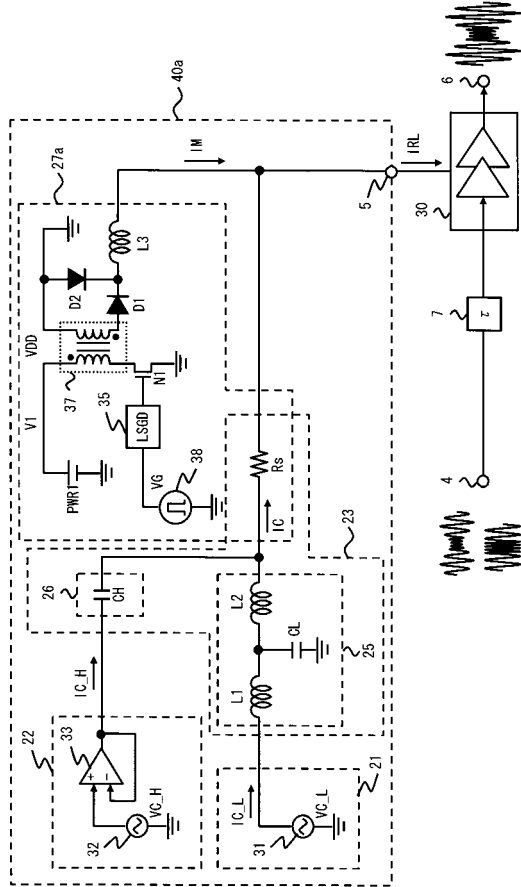 40a
22
33
+
-
32
VC_H
IC_H
26
CH
27a
PWR1
V1
VDD
37
D2
D1
L3
35
LSGD
N1
VG
38
IM
21
31
VC_L
IC_L
L1
L2
CL
25
23
Rs
IC
5
IRL
4
7
τ
30
6